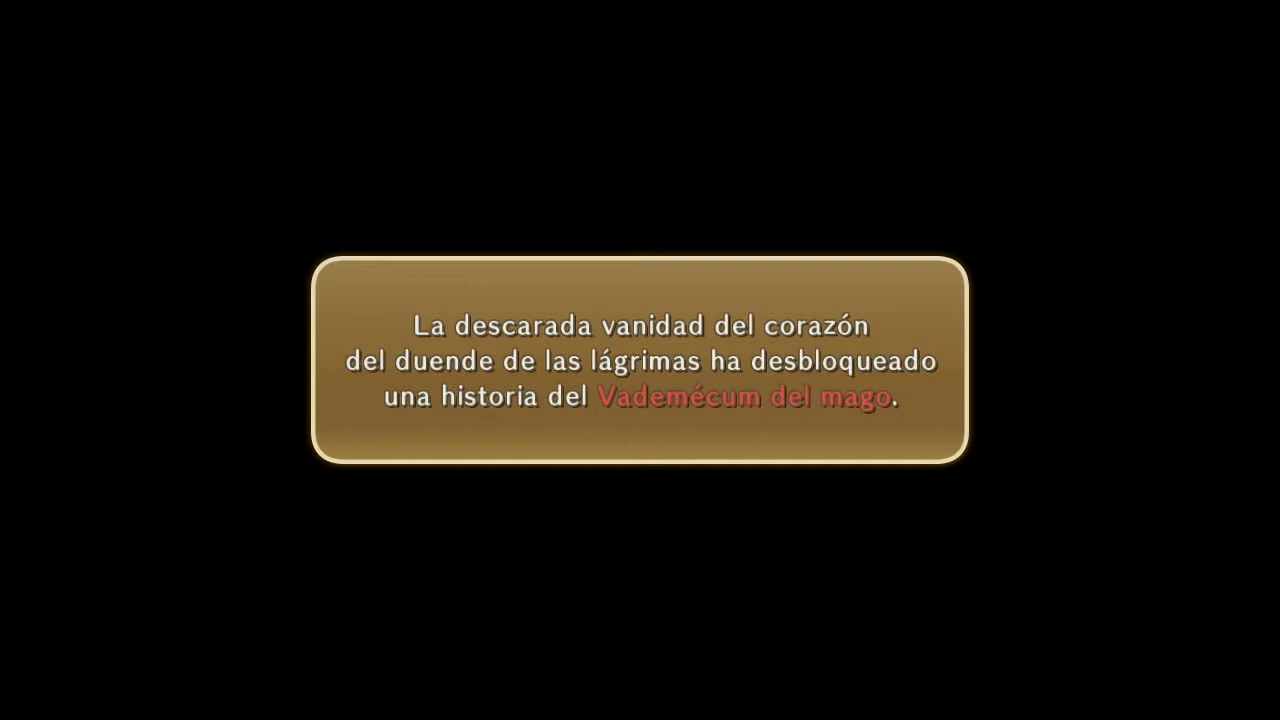 La descarada vanidad del corazón
del duende de las lágrimas ha desbloqueado
una historia del Vademécum del mago.